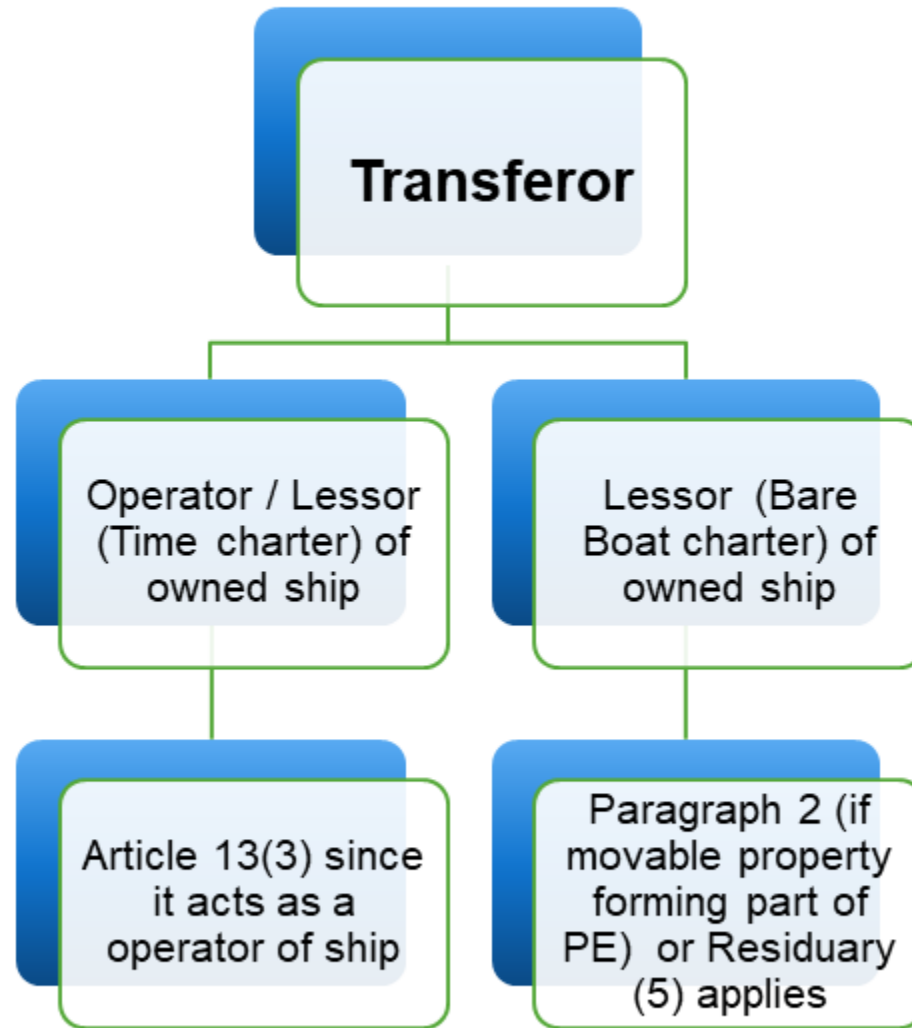 Transferor
Operator / Lessor
(Time charter) of
owned ship
Lessor (Bare
Boat charter) of
owned ship
Article 13(3) since
it acts as a
operator of ship
Paragraph 2 (if
movable property
forming part of
PE) or Residuary
(5) applies